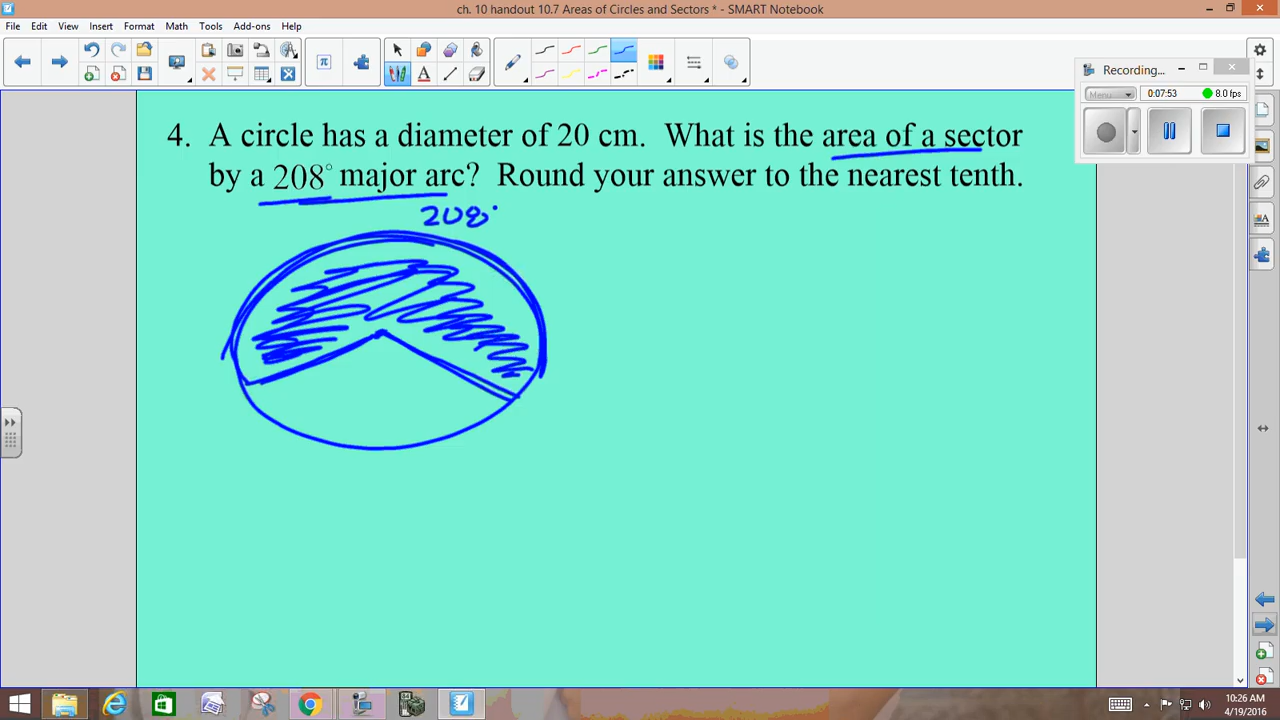 ch. 10 handout 10.7 Areas of Circles and Sectors * - SMART Notebook
File Edit View Insert Format Math Tools Add-ons Help
Recording...
Menu 0:07:53 8.0 fps
4. A circle has a diameter of 20 cm. What is the area of a sector
by a 208° major arc? Round your answer to the nearest tenth.
208°
10:26 AM
4/19/2016